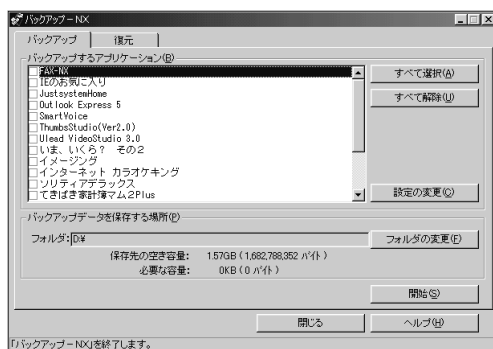 バックアップ－NX
バックアップ　復元
バックアップするアプリケーション(B)
FAX-NX
IEのお気に入り
JustsystemHome
Outlook Express 5
SmartVoice
ThumbsStudio(Ver2.0)
Ulead VideoStudio 3.0
いま、いくら？　その２
イメージング
インターネット カラオケキング
ソリティアデラックス
てきぱき家計簿マム2Plus
すべて選択(A)
すべて解除(U)
設定の変更(C)
バックアップデータを保存する場所(P)
フォルダ: D:¥
フォルダの変更(F)
保存先の空き容量: 1.57GB ( 1,682,788,352 バイト )
必要な容量: 0KB ( 0 バイト )
開始(S)
閉じる
ヘルプ(H)
「バックアップ－NX」を終了します。